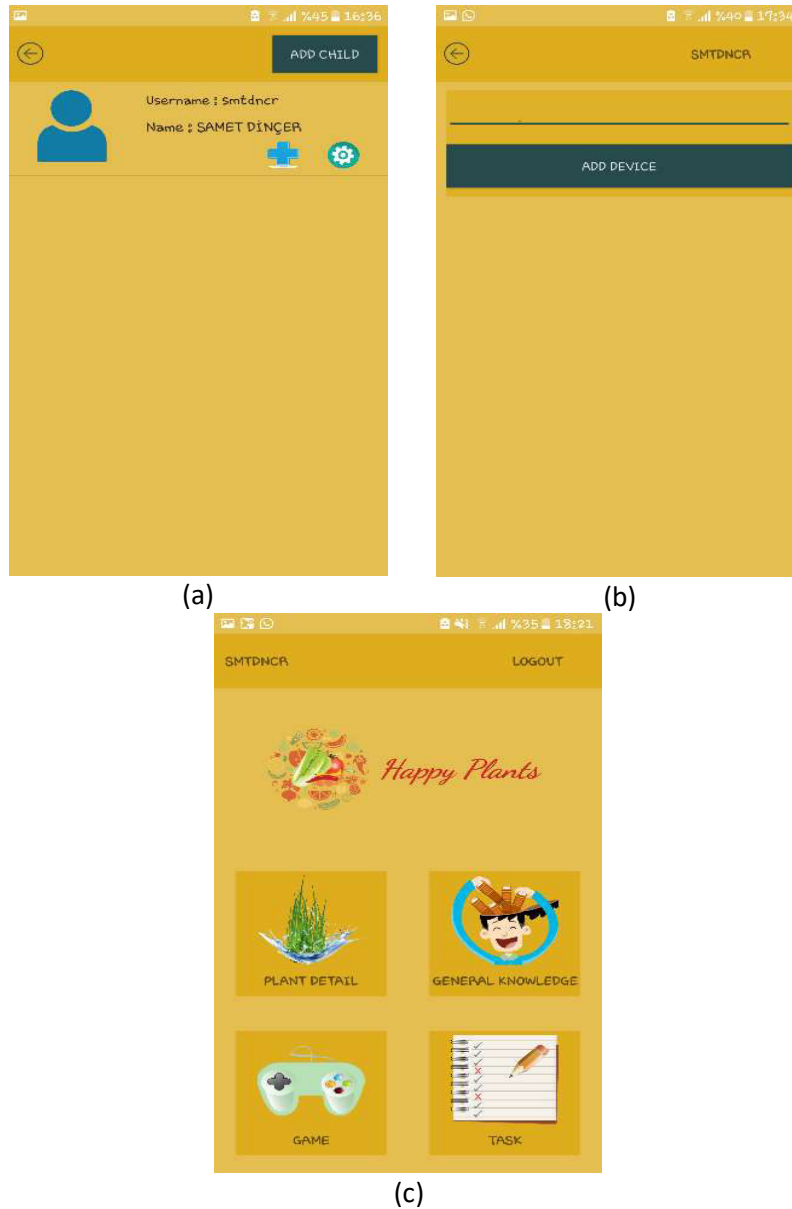 %45 16:36
ADD CHILD
Username : smtdncr
Name : SAMET DİNÇER
(a)
%40 17:34
SMTDNCR
ADD DEVICE
(b)
%35 18:21
SMTDNCR LOGOUT
Happy Plants
PLANT DETAIL GENERAL KNOWLEDGE
GAME TASK
(c)